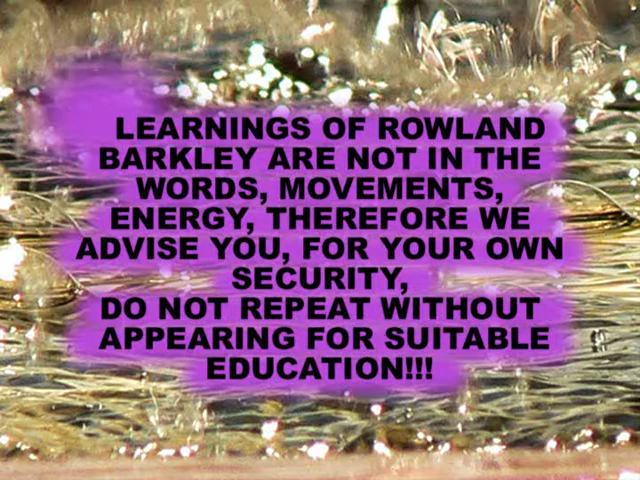 LEARNINGS OF ROWLAND
BARKLEY ARE NOT IN THE
WORDS, MOVEMENTS,
ENERGY, THEREFORE WE
ADVISE YOU, FOR YOUR OWN
SECURITY,
DO NOT REPEAT WITHOUT
APPEARING FOR SUITABLE
EDUCATION!!!